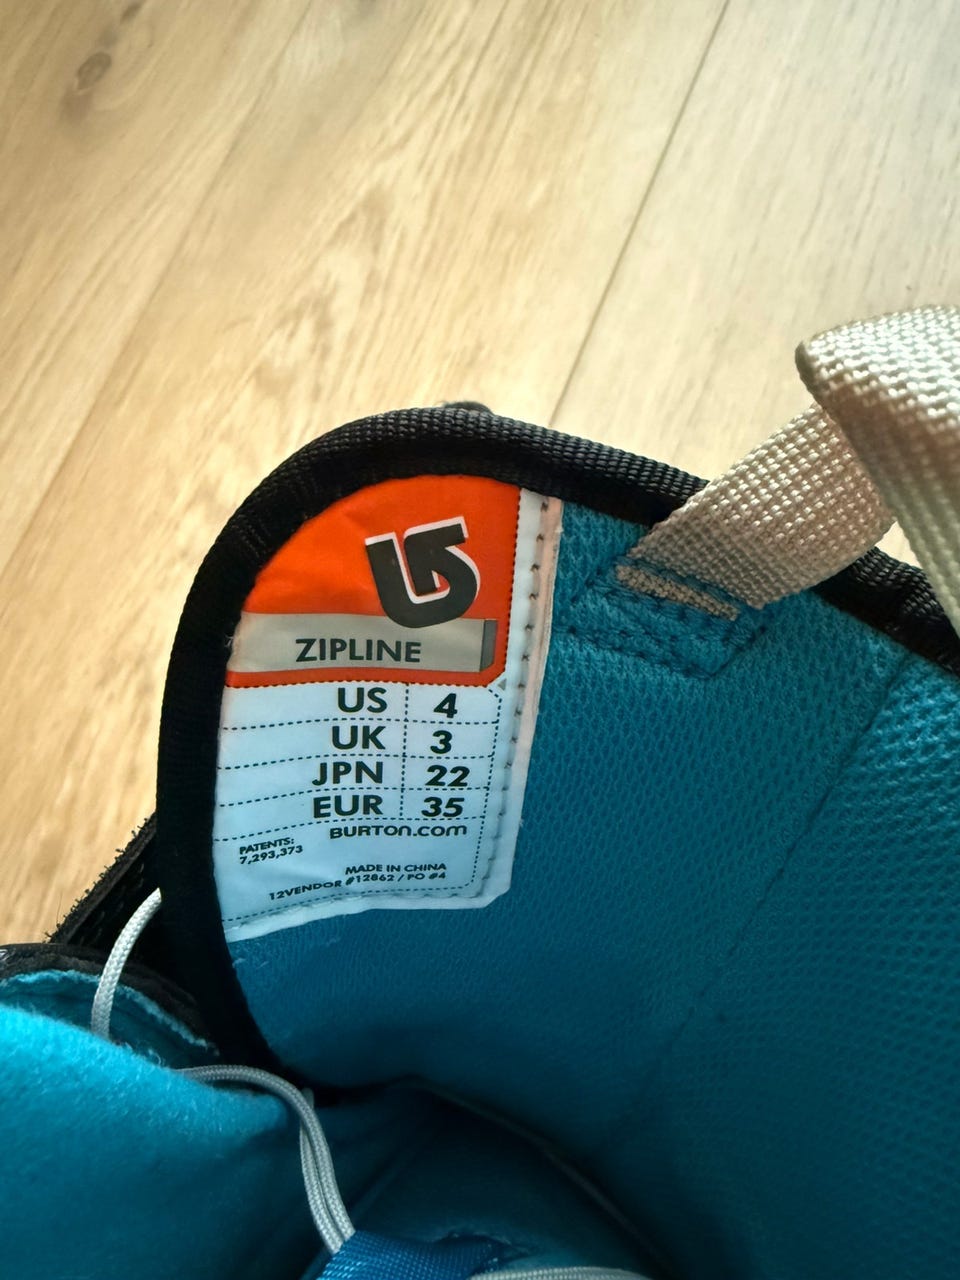 ZIPLINE
US 4
UK 3
JPN 22
EUR 35
BURTON.COM
PATENTS:
7,293,373
MADE IN CHINA
12VENDOR #12862 / PO #4